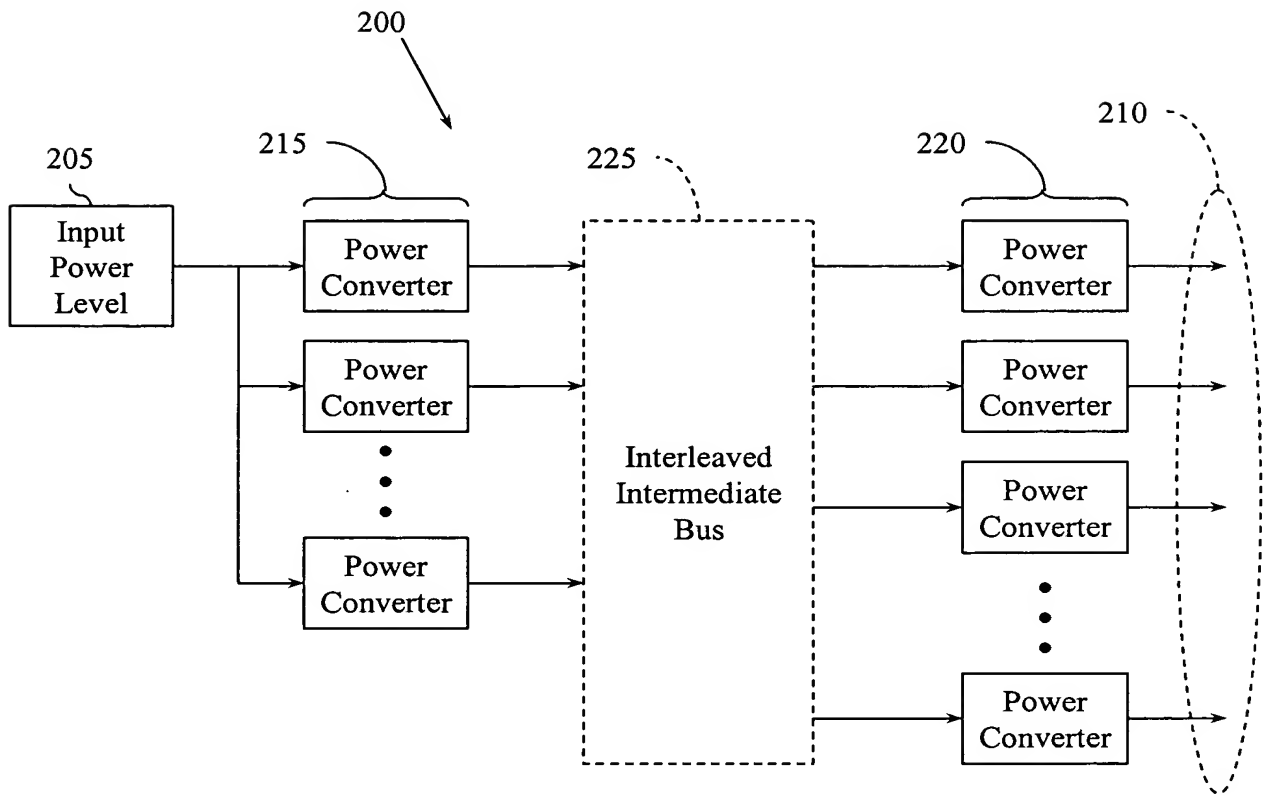 200
210
215
225
220
205
Input
Power
Level
Power
Converter
Power
Converter
Power
Converter
Interleaved
Intermediate
Bus
Power
Converter
Power
Converter
Power
Converter
Power
Converter